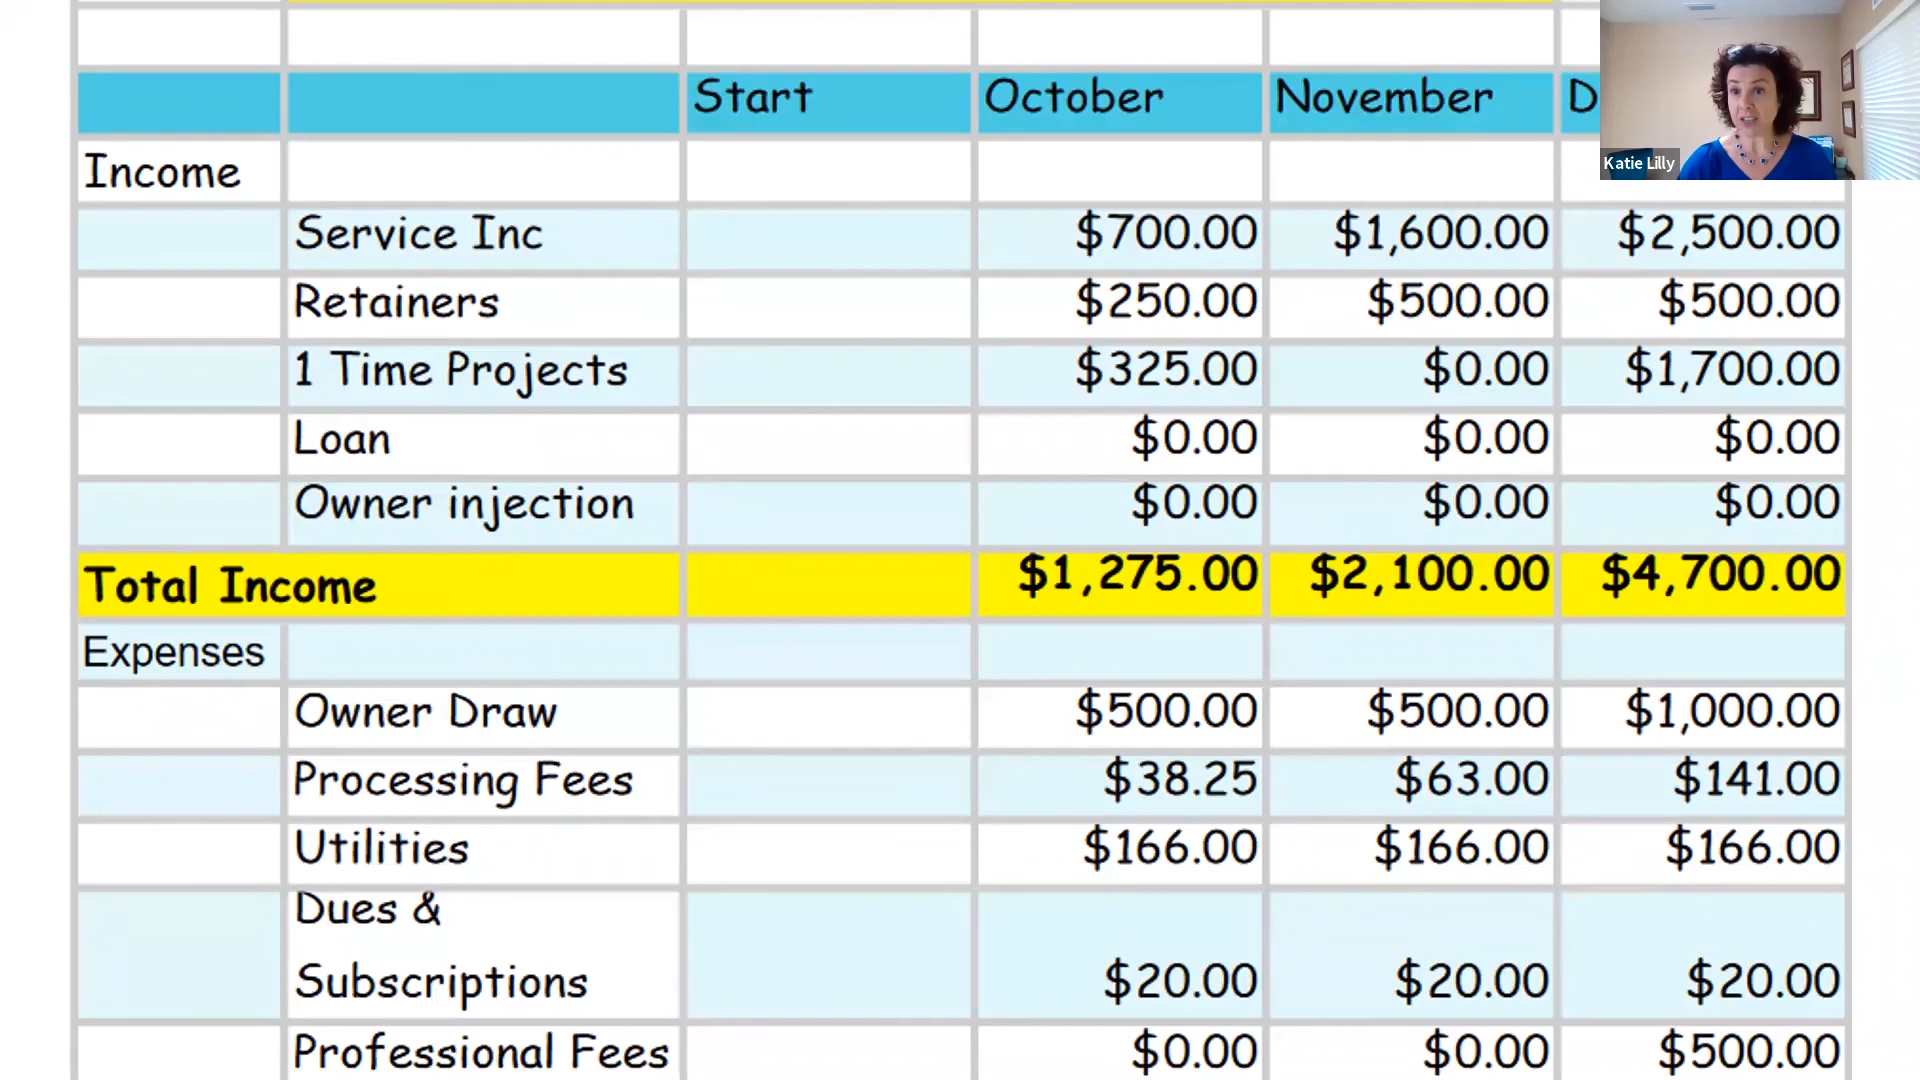 Start October November D
Katie Lilly
Income
Service Inc $700.00 $1,600.00 $2,500.00
Retainers $250.00 $500.00 $500.00
1 Time Projects $325.00 $0.00 $1,700.00
Loan $0.00 $0.00 $0.00
Owner injection $0.00 $0.00 $0.00
Total Income $1,275.00 $2,100.00 $4,700.00
Expenses
Owner Draw $500.00 $500.00 $1,000.00
Processing Fees $38.25 $63.00 $141.00
Utilities $166.00 $166.00 $166.00
Dues &
Subscriptions $20.00 $20.00 $20.00
Professional Fees $0.00 $0.00 $500.00